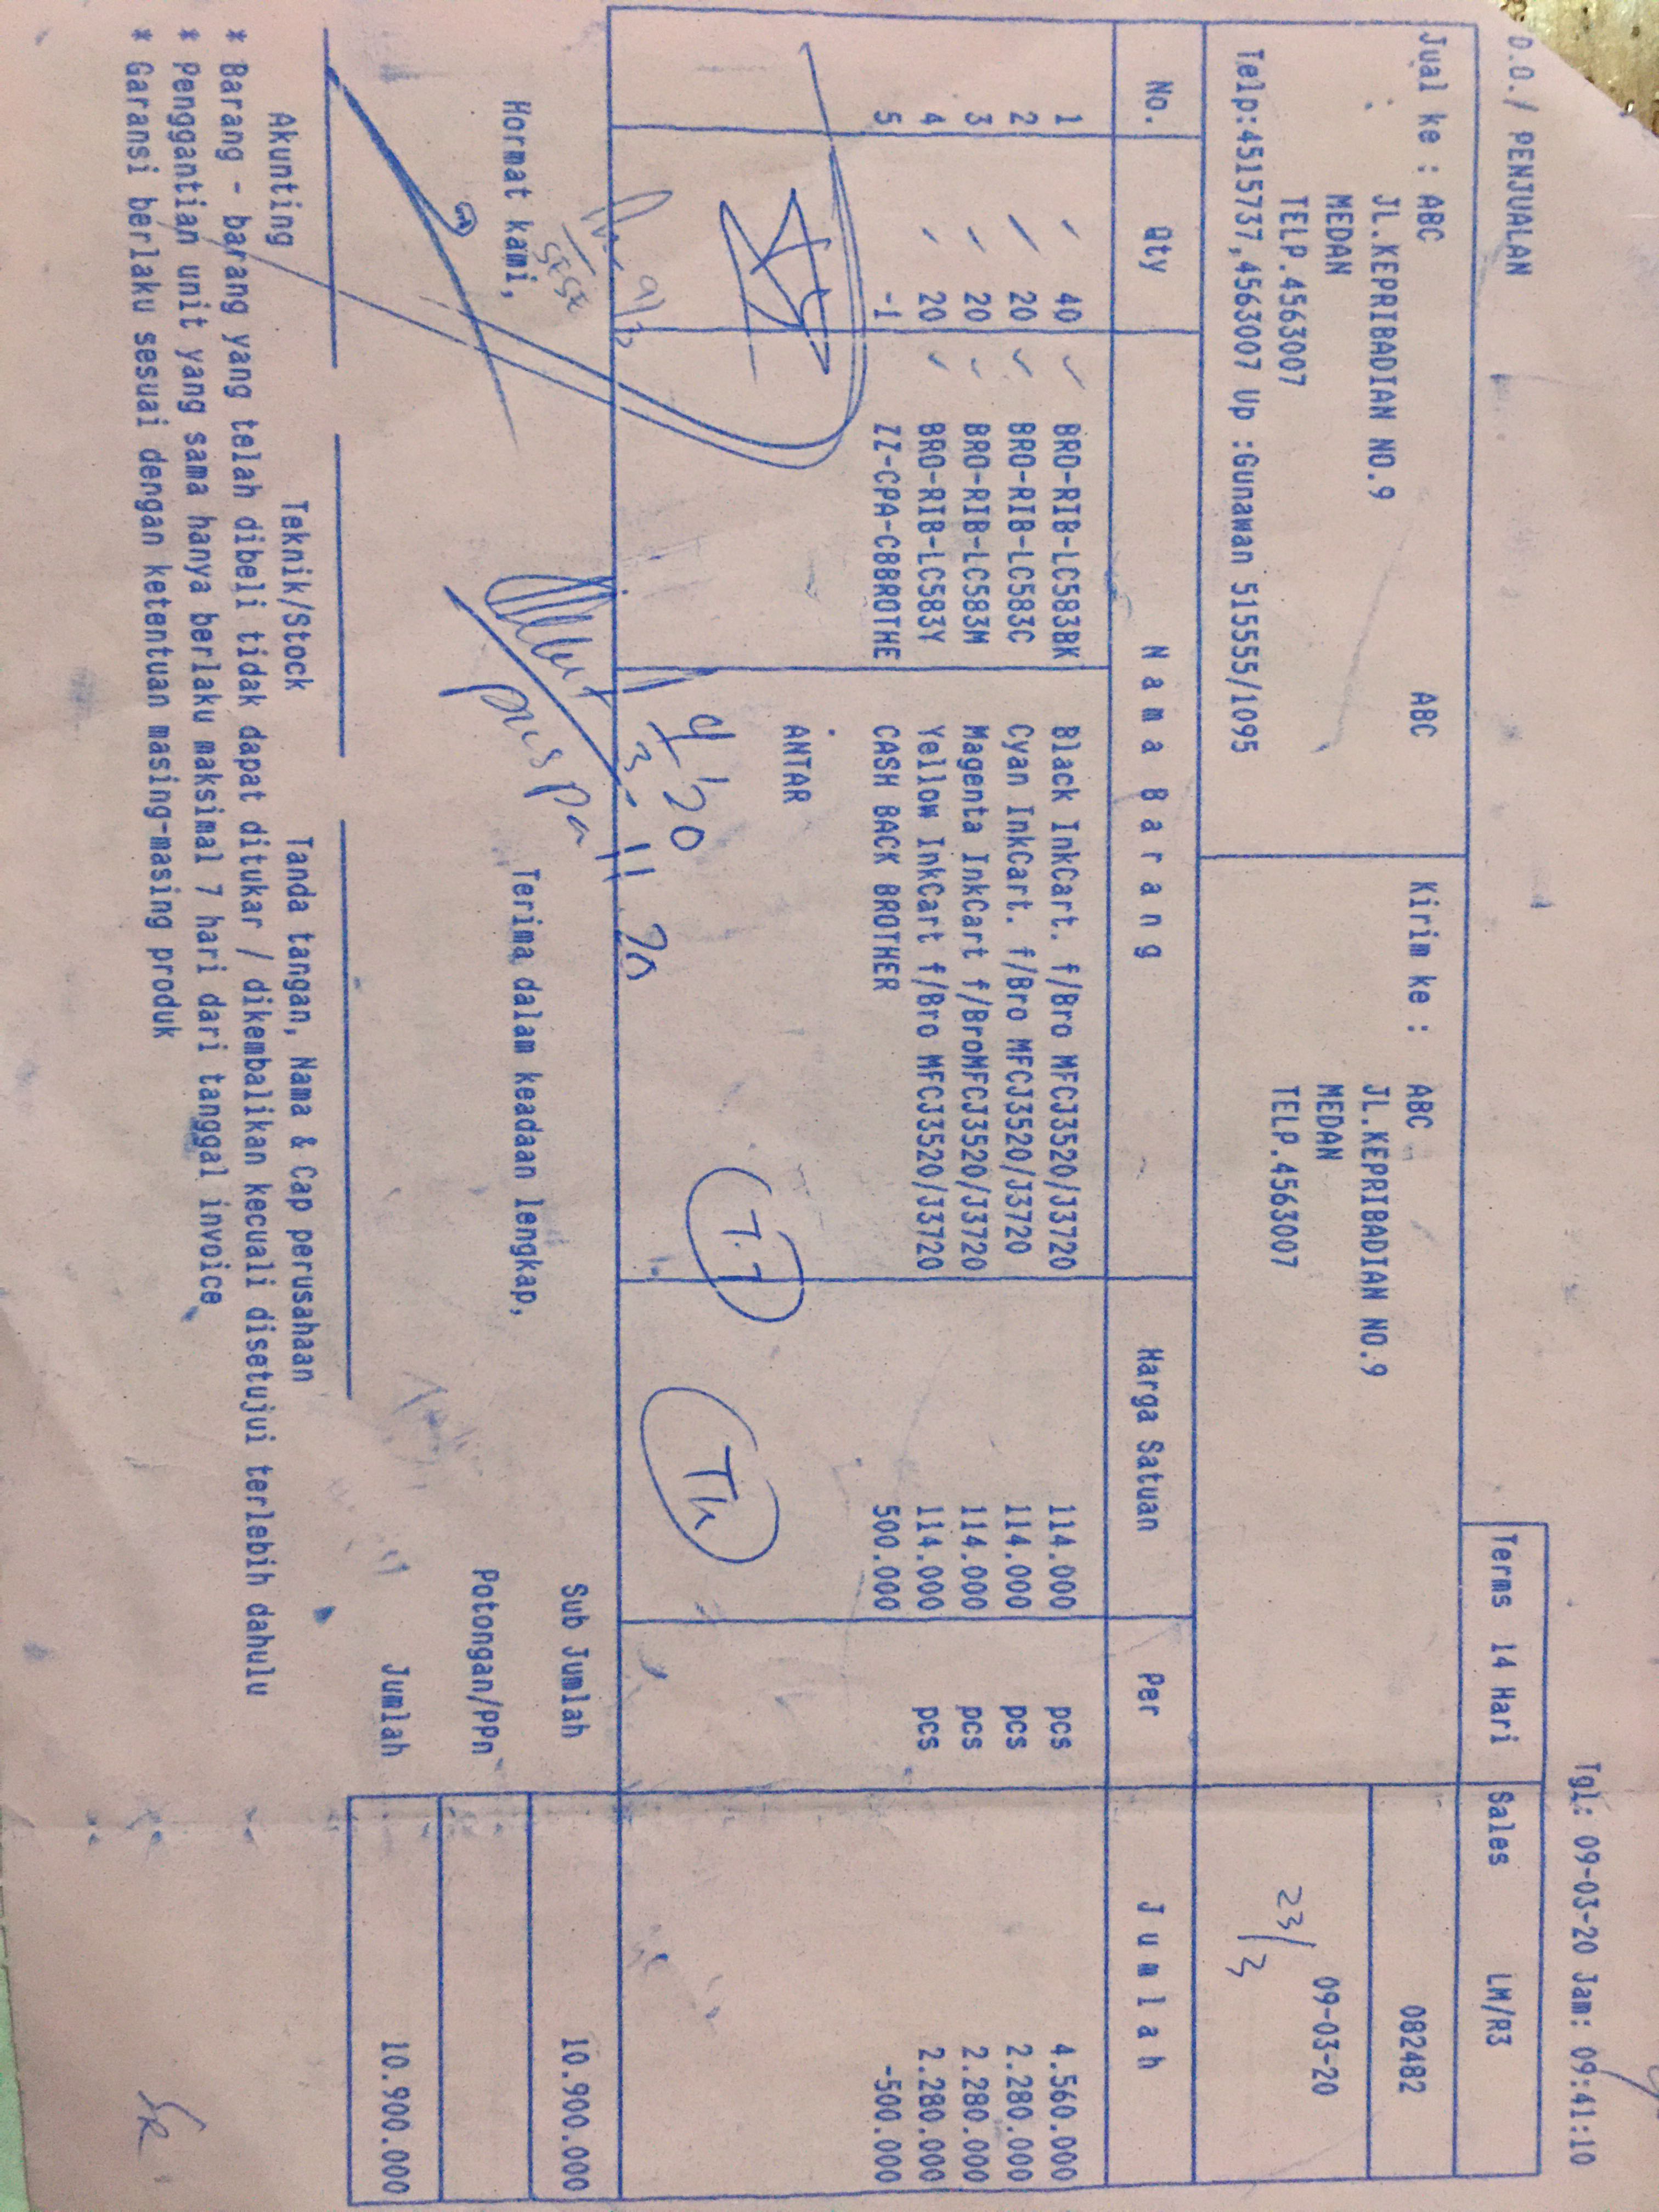 Tgl: 09-03-20 Jam: 09:41:10
D.O./ PENJUALAN
Terms 14 Hari Sales LM/R3
Jual ke : ABC ABC
JL.KEPRIBADIAN NO.9
MEDAN
TELP.4563007
Telp:4515737,4563007 Up :Gunawan 515555/1095
Kirim ke : ABC
JL.KEPRIBADIAN NO.9
MEDAN
TELP.4563007
082482
09-03-20
23/3
No. Qty Nama Barang Harga Satuan Per Jumlah
1 40 BRO-RIB-LC583BK Black InkCart. f/Bro MFCJ3520/J3720 114.000 pcs 4.560.000
2 20 BRO-RIB-LC583C Cyan InkCart. f/Bro MFCJ3520/J3720 114.000 pcs 2.280.000
3 20 BRO-RIB-LC583M Magenta InkCart f/BroMFCJ3520/J3720 114.000 pcs 2.280.000
4 20 BRO-RIB-LC583Y Yellow InkCart f/Bro MFCJ3520/J3720 114.000 pcs 2.280.000
5 -1 ZZ-CPA-CBBROTHE CASH BACK BROTHER 500.000 -500.000
ANTAR
T.T
Th
9/3
Sub Jumlah 10.900.000
Hormat kami, Terima dalam keadaan lengkap,
puspa
Potongan/PPn
Jumlah 10.900.000
Akunting Teknik/Stock Tanda tangan, Nama & Cap perusahaan
* Barang - barang yang telah dibeli tidak dapat ditukar / dikembalikan kecuali disetujui terlebih dahulu
* Penggantian unit yang sama hanya berlaku maksimal 7 hari dari tanggal invoice
* Garansi berlaku sesuai dengan ketentuan masing-masing produk